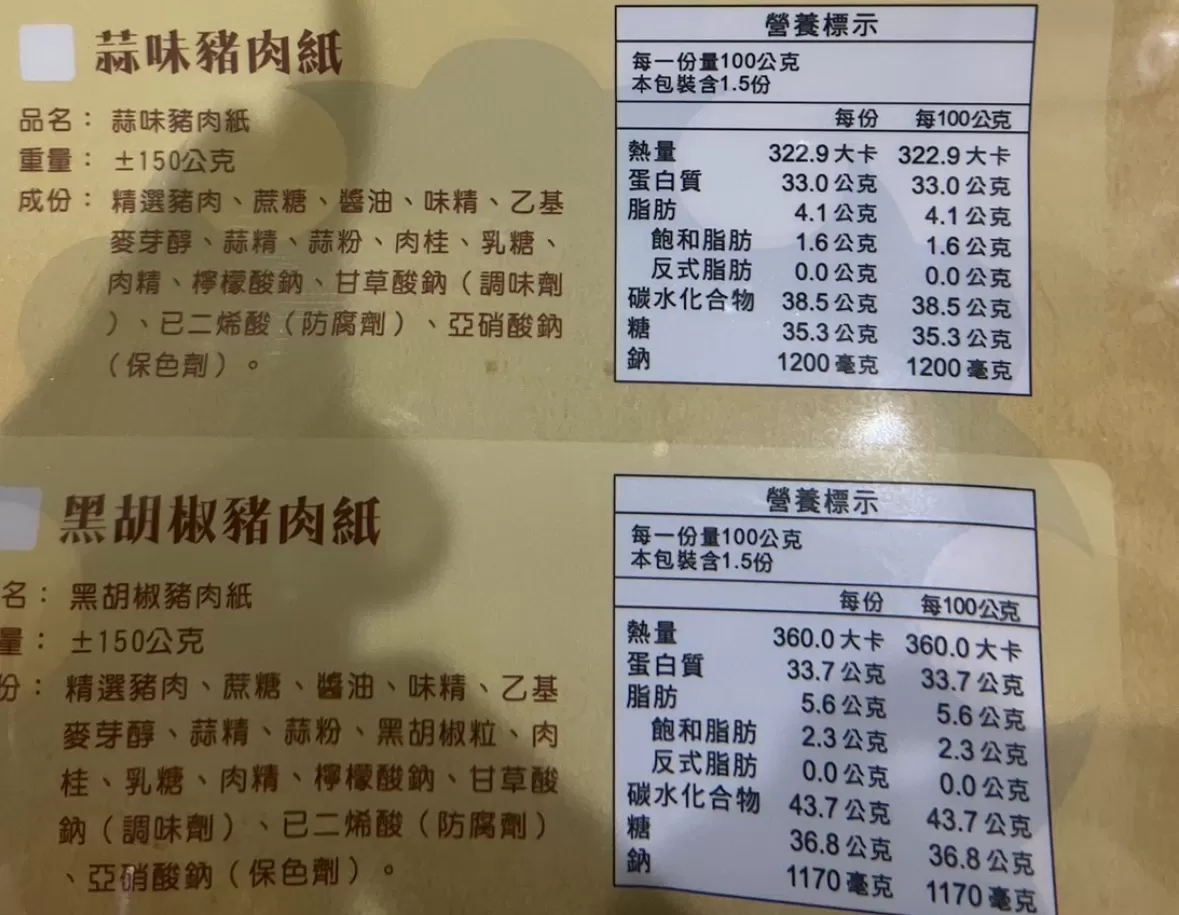 蒜味豬肉紙
品名：蒜味豬肉紙
重量：±150公克
成份：精選豬肉、蔗糖、醬油、味精、乙基
麥芽醇、蒜精、蒜粉、肉桂、乳糖、
肉精、檸檬酸鈉、甘草酸鈉（調味劑
）、已二烯酸（防腐劑）、亞硝酸鈉
（保色劑）。
營養標示
每一份量100公克
本包裝含1.5份
每份 每100公克
熱量 322.9大卡 322.9大卡
蛋白質 33.0公克 33.0公克
脂肪 4.1公克 4.1公克
飽和脂肪 1.6公克 1.6公克
反式脂肪 0.0公克 0.0公克
碳水化合物 38.5公克 38.5公克
糖 35.3公克 35.3公克
鈉 1200毫克 1200毫克
黑胡椒豬肉紙
名：黑胡椒豬肉紙
量：±150公克
份：精選豬肉、蔗糖、醬油、味精、乙基
麥芽醇、蒜精、蒜粉、黑胡椒粒、肉
桂、乳糖、肉精、檸檬酸鈉、甘草酸
鈉（調味劑）、已二烯酸（防腐劑）
、亞硝酸鈉（保色劑）。
營養標示
每一份量100公克
本包裝含1.5份
每份 每100公克
熱量 360.0大卡 360.0大卡
蛋白質 33.7公克 33.7公克
脂肪 5.6公克 5.6公克
飽和脂肪 2.3公克 2.3公克
反式脂肪 0.0公克 0.0公克
碳水化合物 43.7公克 43.7公克
糖 36.8公克 36.8公克
鈉 1170毫克 1170毫克